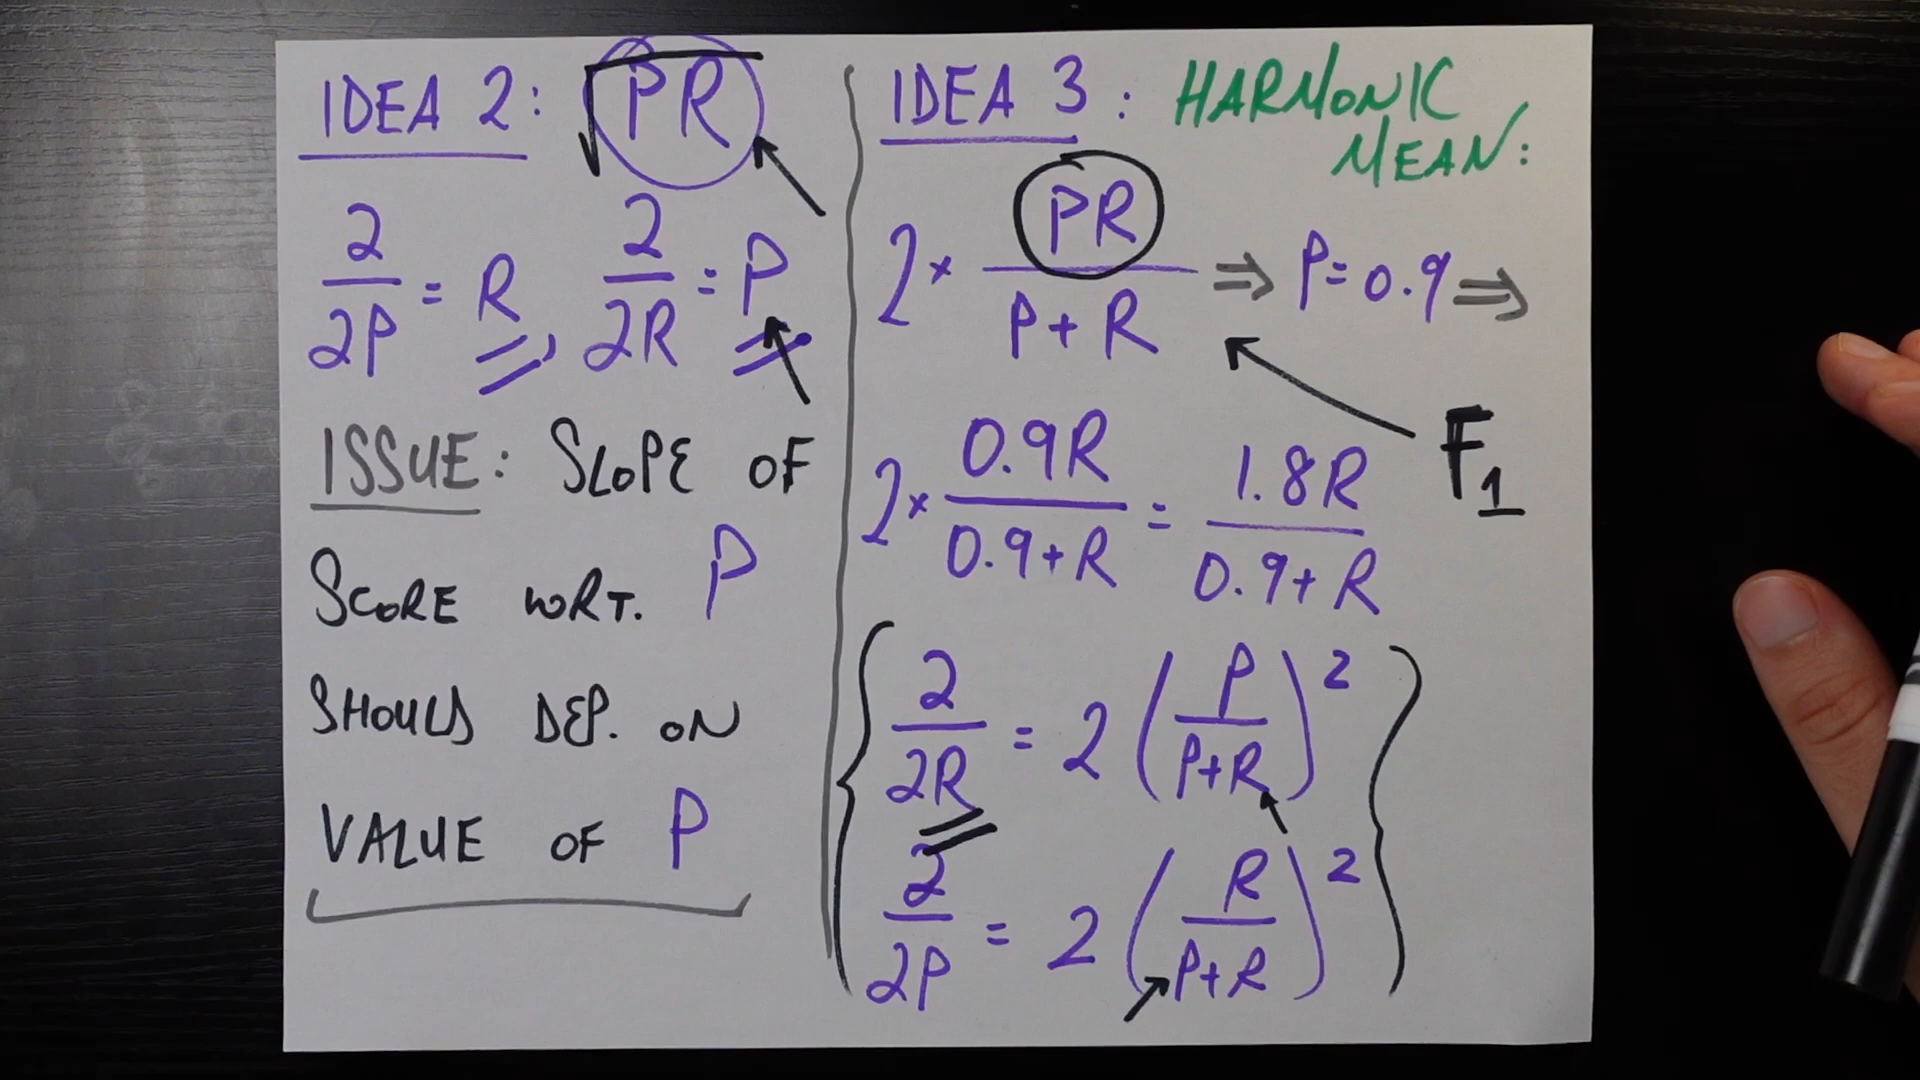 IDEA 2: √PR
2/2P = R, 2/2R = P
ISSUE: SLOPE OF
SCORE WRT. P
SHOULD DEP. ON
VALUE OF P
IDEA 3: HARMONIC
MEAN:
2 × PR/(P+R) ⇒ P=0.9 ⇒
F1
2 × 0.9R/(0.9+R) = 1.8R/(0.9+R)
2/2R = 2(P/(P+R))²
2/2P = 2(R/(P+R))²